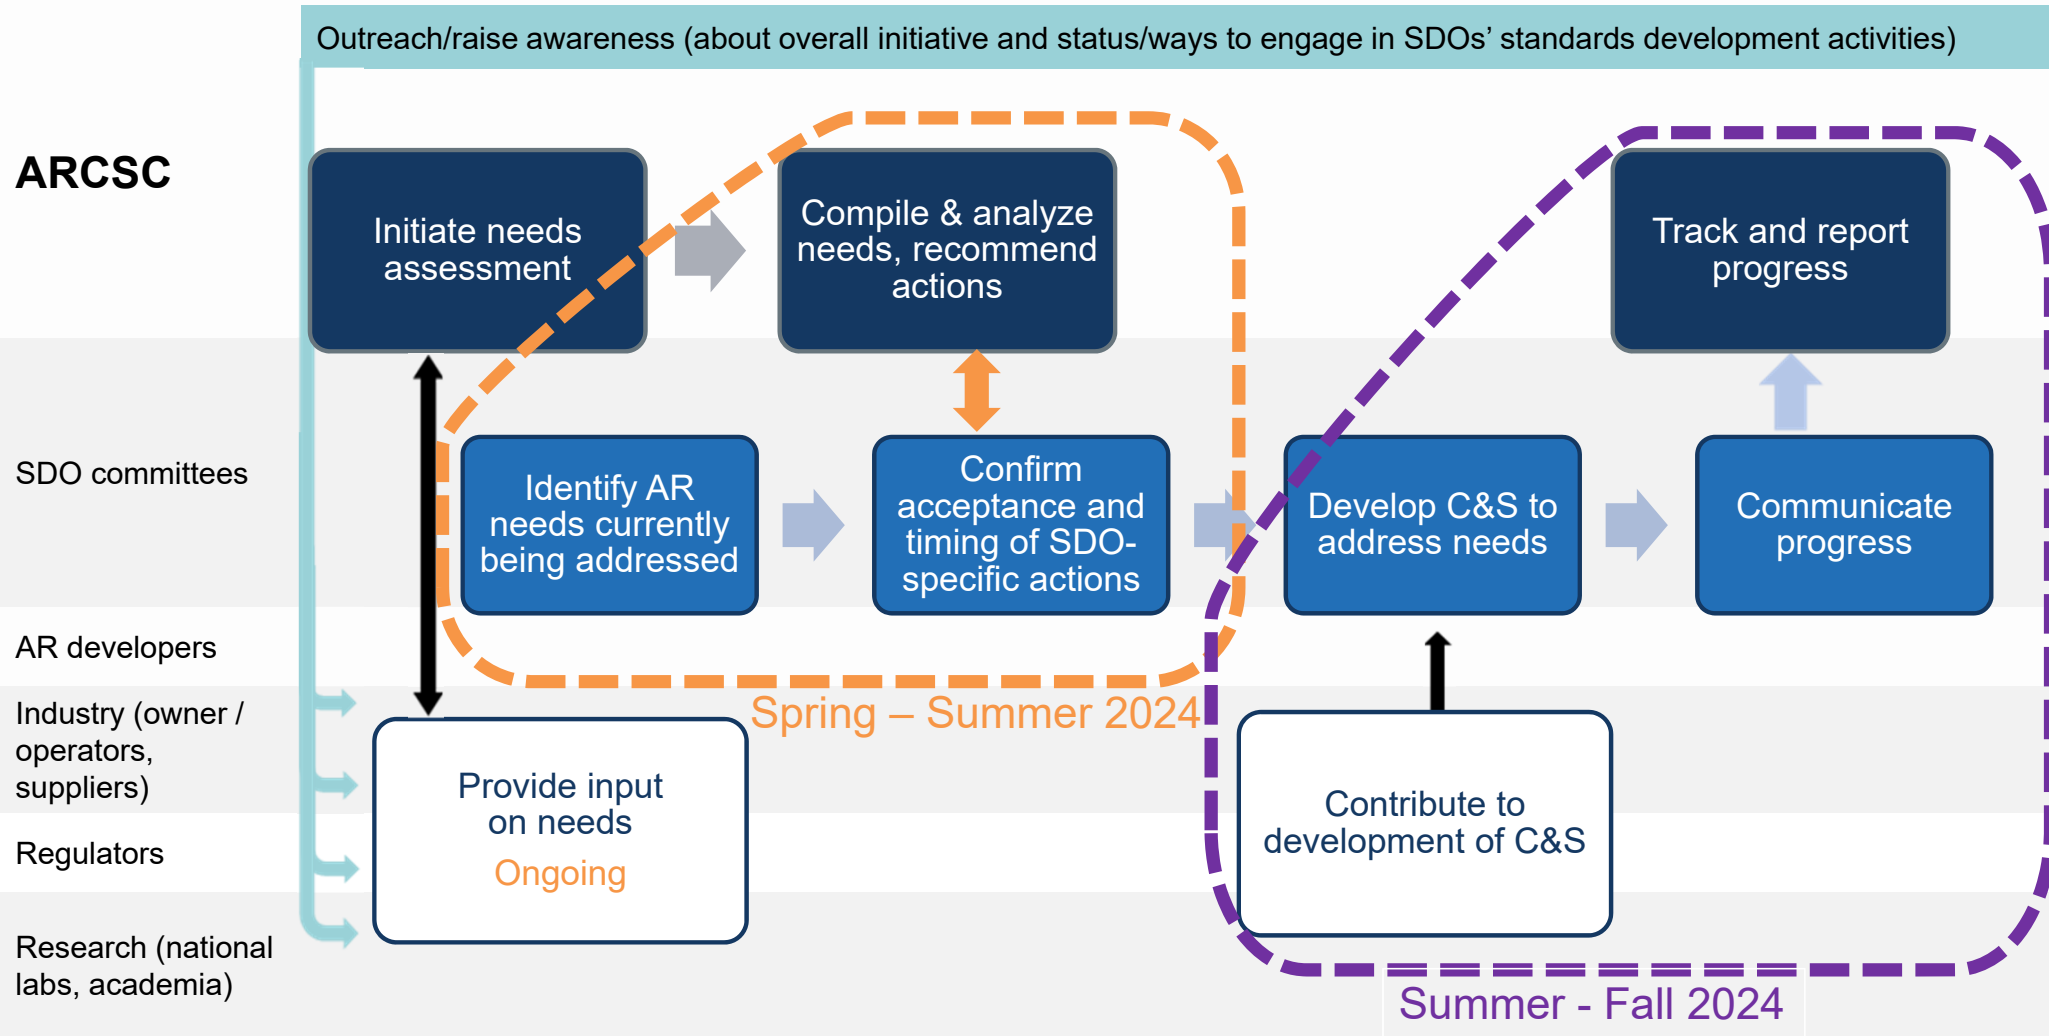 Outreach/raise awareness (about overall initiative and status/ways to engage in SDOs’ standards development activities)
ARCSC
Initiate needs
assessment
Compile & analyze
needs, recommend
actions
Track and report
progress
SDO committees
Identify AR
needs currently
being addressed
Confirm
acceptance and
timing of SDO-
specific actions
Develop C&S to
address needs
Communicate
progress
AR developers
Industry (owner /
operators,
suppliers)
Regulators
Research (national
labs, academia)
Spring – Summer 2024
Provide input
on needs
Ongoing
Contribute to
development of C&S
Summer - Fall 2024